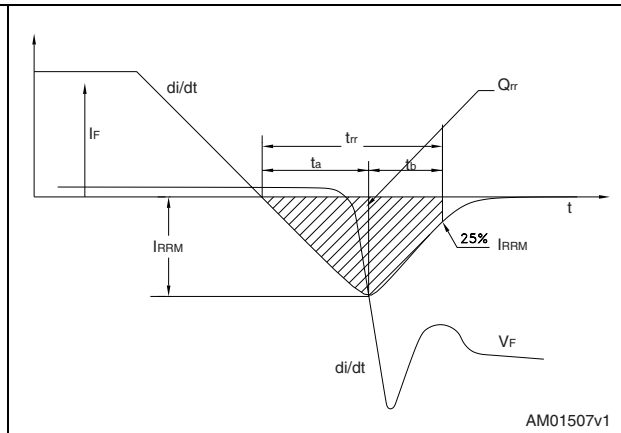 di/dt
Qrr
IF
trr
ta
tb
t
IRRM
25% IRRM
VF
di/dt
AM01507v1